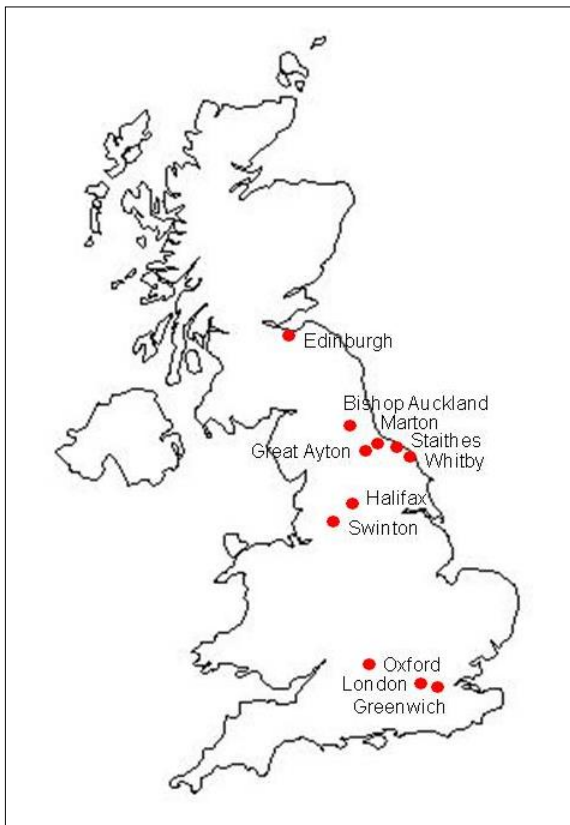 Edinburgh
Bishop Auckland
Marton
Staithes
Great Ayton
Whitby
Halifax
Swinton
Oxford
London
Greenwich